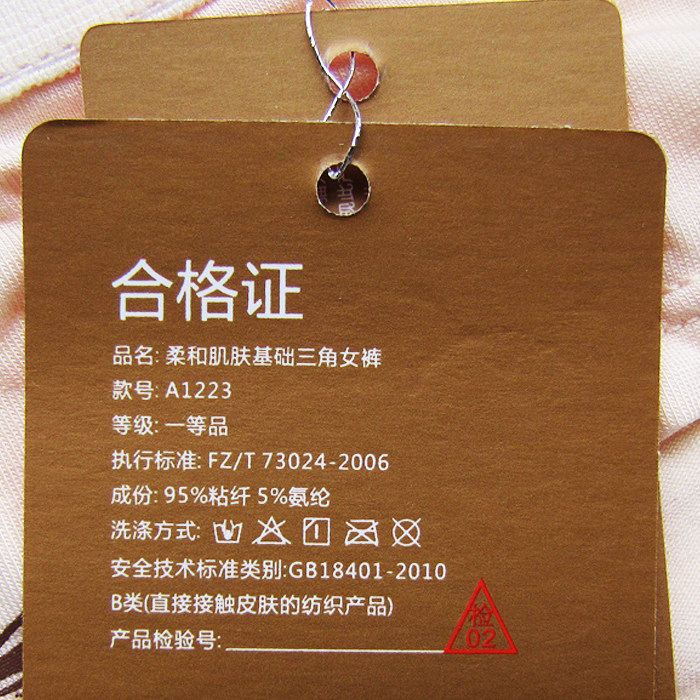 合格证
品名: 柔和肌肤基础三角女裤
款号: A1223
等级: 一等品
执行标准: FZ/T 73024-2006
成份: 95%粘纤 5%氨纶
洗涤方式:
安全技术标准类别:GB18401-2010
B类(直接接触皮肤的纺织产品)
产品检验号:
检
02